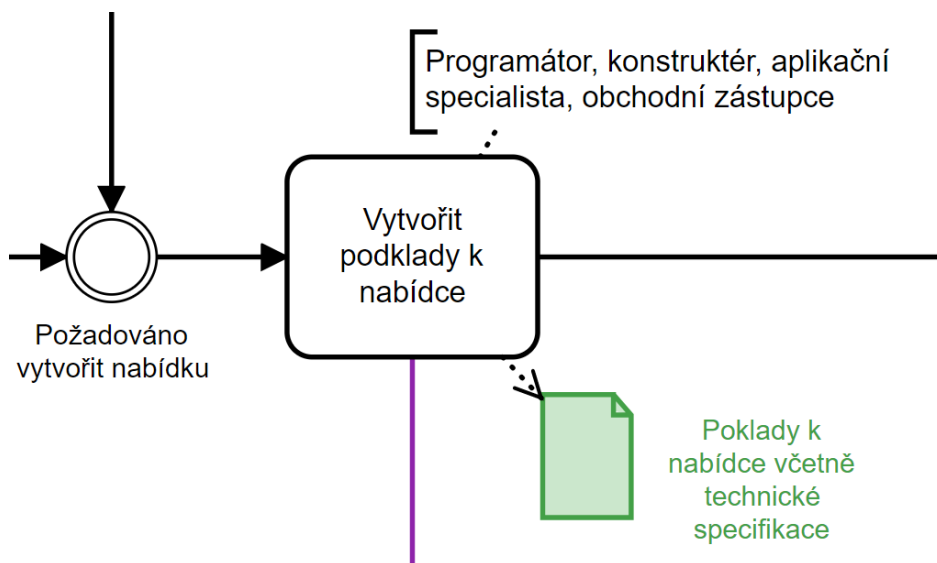 Programátor, konstruktér, aplikační
specialista, obchodní zástupce
Vytvořit
podklady k
nabídce
Požadováno
vytvořit nabídku
Poklady k
nabídce včetně
technické
specifikace